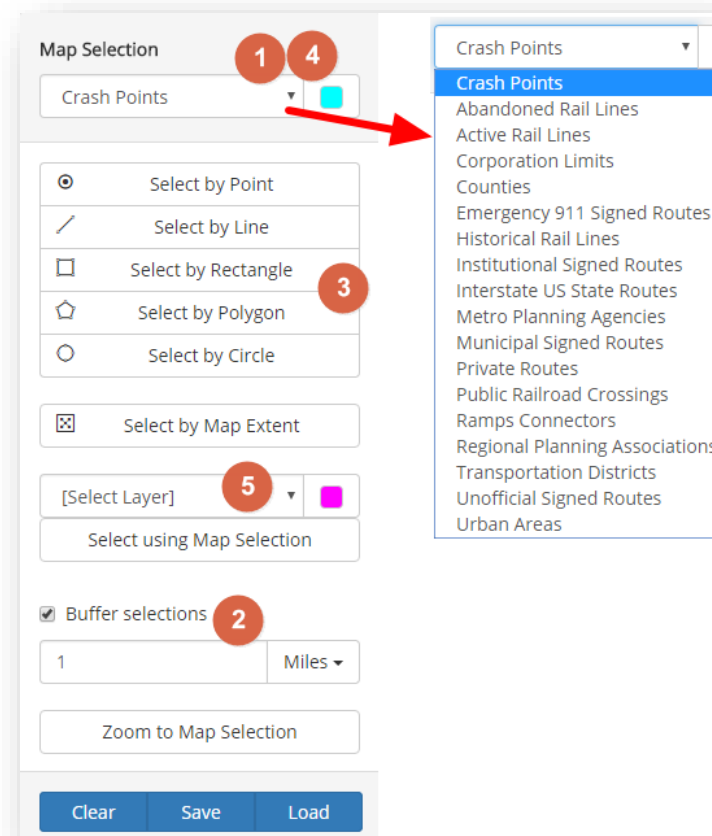 Map Selection
1 4
Crash Points
Select by Point
Select by Line
Select by Rectangle
3
Select by Polygon
Select by Circle
Select by Map Extent
[Select Layer]
5
Select using Map Selection
Buffer selections
2
1
Miles
Zoom to Map Selection
Clear Save Load
Crash Points
Crash Points
Abandoned Rail Lines
Active Rail Lines
Corporation Limits
Counties
Emergency 911 Signed Routes
Historical Rail Lines
Institutional Signed Routes
Interstate US State Routes
Metro Planning Agencies
Municipal Signed Routes
Private Routes
Public Railroad Crossings
Ramps Connectors
Regional Planning Associations
Transportation Districts
Unofficial Signed Routes
Urban Areas